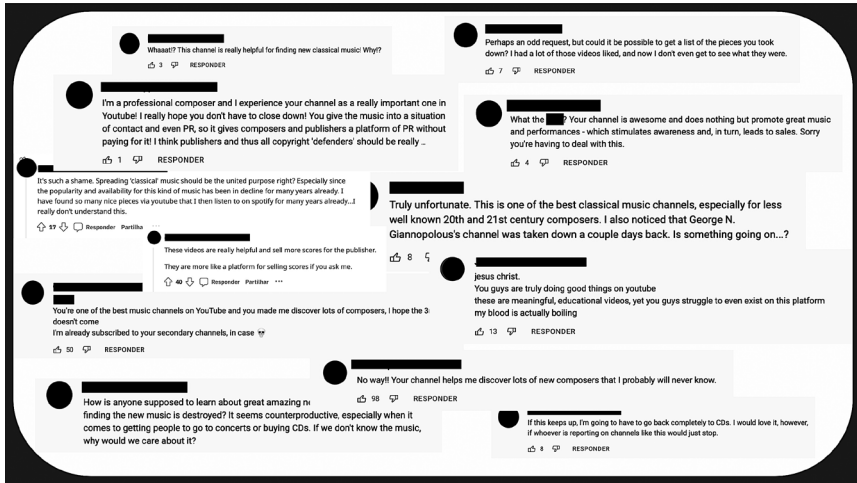 Whaaat!? This channel is really helpful for finding new classical music! Why!?
3 RESPONDER
Perhaps an odd request, but could it be possible to get a list of the pieces you took
down? I had a lot of those videos liked, and now I don't even get to see what they were.
7 RESPONDER
I'm a professional composer and I experience your channel as a really important one in
Youtube! I really hope you don't have to close down! You give the music into a situation
of contact and even PR, so it gives composers and publishers a platform of PR without
paying for it! I think publishers and thus all copyright 'defenders' should be really ..
1 RESPONDER
What the ? Your channel is awesome and does nothing but promote great music
and performances - which stimulates awareness and, in turn, leads to sales. Sorry
you're having to deal with this.
4 RESPONDER
It's such a shame. Spreading 'classical' music should be the united purpose right? Especially since
the popularity and availability for this kind of music has been in decline for many years already. I
have found so many nice pieces via youtube that I then listen to on spotify for many years already...I
really don't understand this.
17 Responder Partilha
Truly unfortunate. This is one of the best classical music channels, especially for less
well known 20th and 21st century composers. I also noticed that George N.
Giannopolous's channel was taken down a couple days back. Is something going on...?
8
These videos are really helpful and sell more scores for the publisher.
They are more like a platform for selling scores if you ask me.
40 Responder Partilhar ...
jesus christ.
You guys are truly doing good things on youtube
these are meaningful, educational videos, yet you guys struggle to even exist on this platform
my blood is actually boiling
13 RESPONDER
You're one of the best music channels on YouTube and you made me discover lots of composers, I hope the 3
doesn't come
I'm already subscribed to your secondary channels, in case 💀
50 RESPONDER
No way!! Your channel helps me discover lots of new composers that I probably will never know.
98 RESPONDER
How is anyone supposed to learn about great amazing
finding the new music is destroyed? It seems counterproductive, especially when it
comes to getting people to go to concerts or buying CDs. If we don't know the music,
why would we care about it?
If this keeps up, I'm going to have to go back completely to CDs. I would love it, however,
if whoever is reporting on channels like this would just stop.
8 RESPONDER